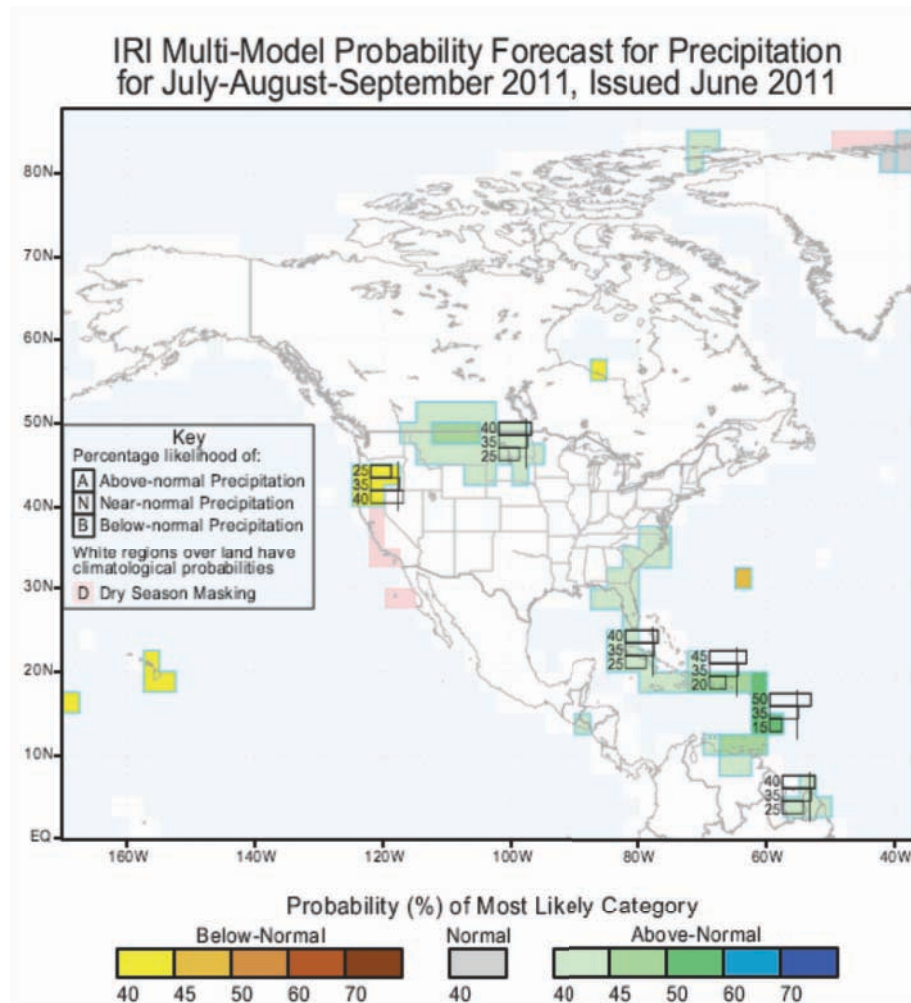 IRI Multi-Model Probability Forecast for Precipitation
for July-August-September 2011, Issued June 2011
80N
70N
60N
50N
40N
30N
20N
10N
EQ
160W
140W
120W
100W
80W
60W
40W
Key
Percentage likelihood of:
A Above-normal Precipitation
N Near-normal Precipitation
B Below-normal Precipitation
White regions over land have
climatological probabilities
D Dry Season Masking
40
35
25
25
35
40
40
35
25
45
35
20
50
35
15
40
35
25
Probability (%) of Most Likely Category
Below-Normal Normal Above-Normal
40 45 50 60 70 40 40 45 50 60 70